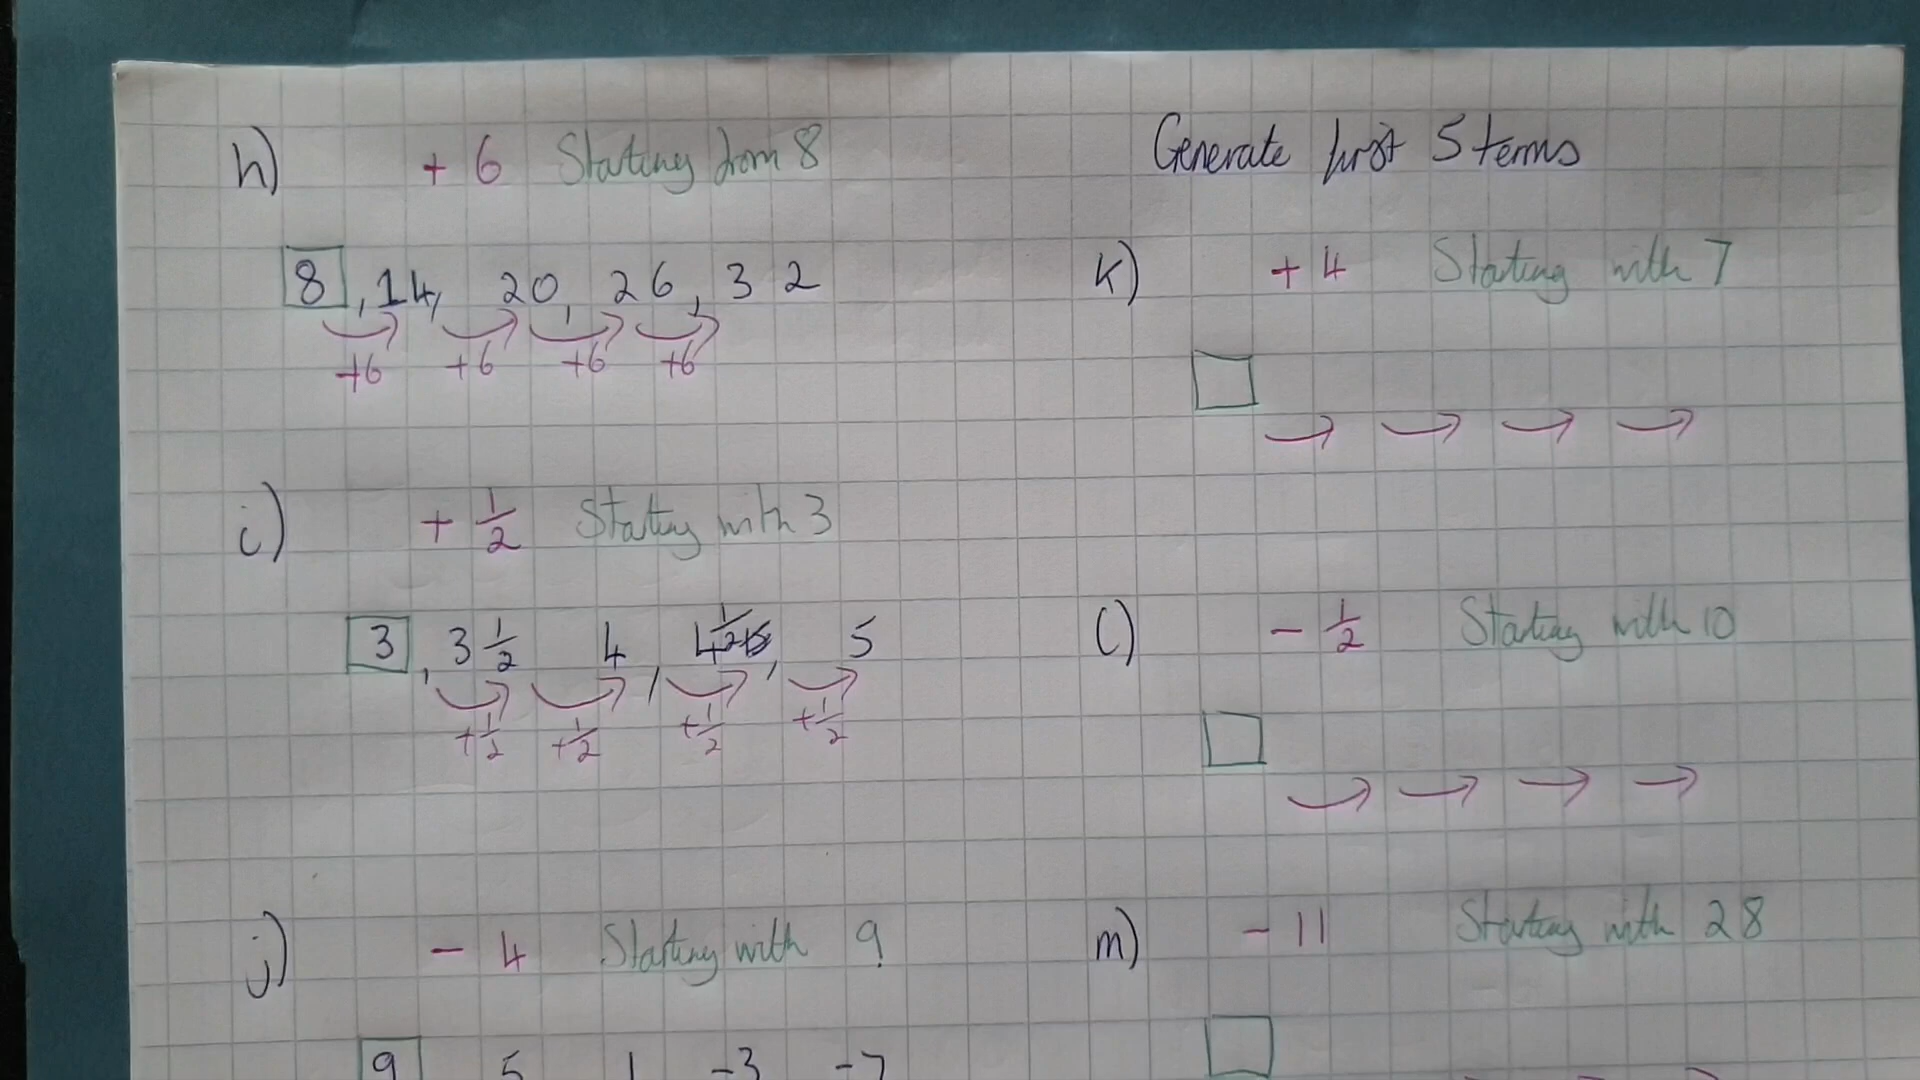 h) + 6 Starting from 8
8, 14, 20, 26, 32
+6 +6 +6 +6
i) + 1/2 Starting with 3
3, 3 1/2 4, 4 1/2, 5
+1/2 +1/2 +1/2 +1/2
j) - 4 Starting with 9
9 5 1 -3 -7
Generate first 5 terms
k) + 4 Starting with 7
l) - 1/2 Starting with 10
m) - 11 Starting with 28